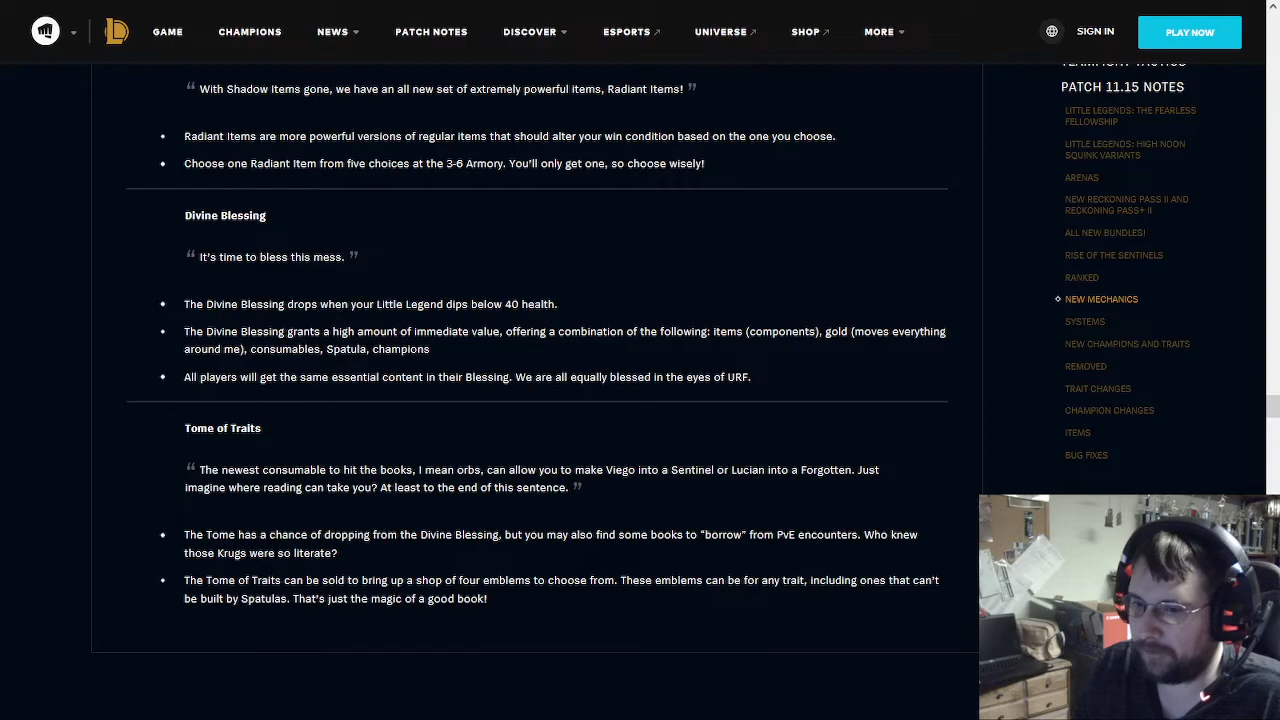 GAME
CHAMPIONS
NEWS
PATCH NOTES
DISCOVER
ESPORTS
UNIVERSE
SHOP
MORE
SIGN IN
PLAY NOW
“ With Shadow Items gone, we have an all new set of extremely powerful items, Radiant Items! ”
• Radiant Items are more powerful versions of regular items that should alter your win condition based on the one you choose.
• Choose one Radiant Item from five choices at the 3-6 Armory. You’ll only get one, so choose wisely!
Divine Blessing
“ It’s time to bless this mess. ”
• The Divine Blessing drops when your Little Legend dips below 40 health.
• The Divine Blessing grants a high amount of immediate value, offering a combination of the following: items (components), gold (moves everything
around me), consumables, Spatula, champions
• All players will get the same essential content in their Blessing. We are all equally blessed in the eyes of URF.
Tome of Traits
“ The newest consumable to hit the books, I mean orbs, can allow you to make Viego into a Sentinel or Lucian into a Forgotten. Just
imagine where reading can take you? At least to the end of this sentence. ”
• The Tome has a chance of dropping from the Divine Blessing, but you may also find some books to “borrow” from PvE encounters. Who knew
those Krugs were so literate?
• The Tome of Traits can be sold to bring up a shop of four emblems to choose from. These emblems can be for any trait, including ones that can’t
be built by Spatulas. That’s just the magic of a good book!
TEAMFIGHT TACTICS
PATCH 11.15 NOTES
LITTLE LEGENDS: THE FEARLESS
FELLOWSHIP
LITTLE LEGENDS: HIGH NOON
SQUINK VARIANTS
ARENAS
NEW RECKONING PASS II AND
RECKONING PASS+ II
ALL NEW BUNDLES!
RISE OF THE SENTINELS
RANKED
NEW MECHANICS
SYSTEMS
NEW CHAMPIONS AND TRAITS
REMOVED
TRAIT CHANGES
CHAMPION CHANGES
ITEMS
BUG FIXES